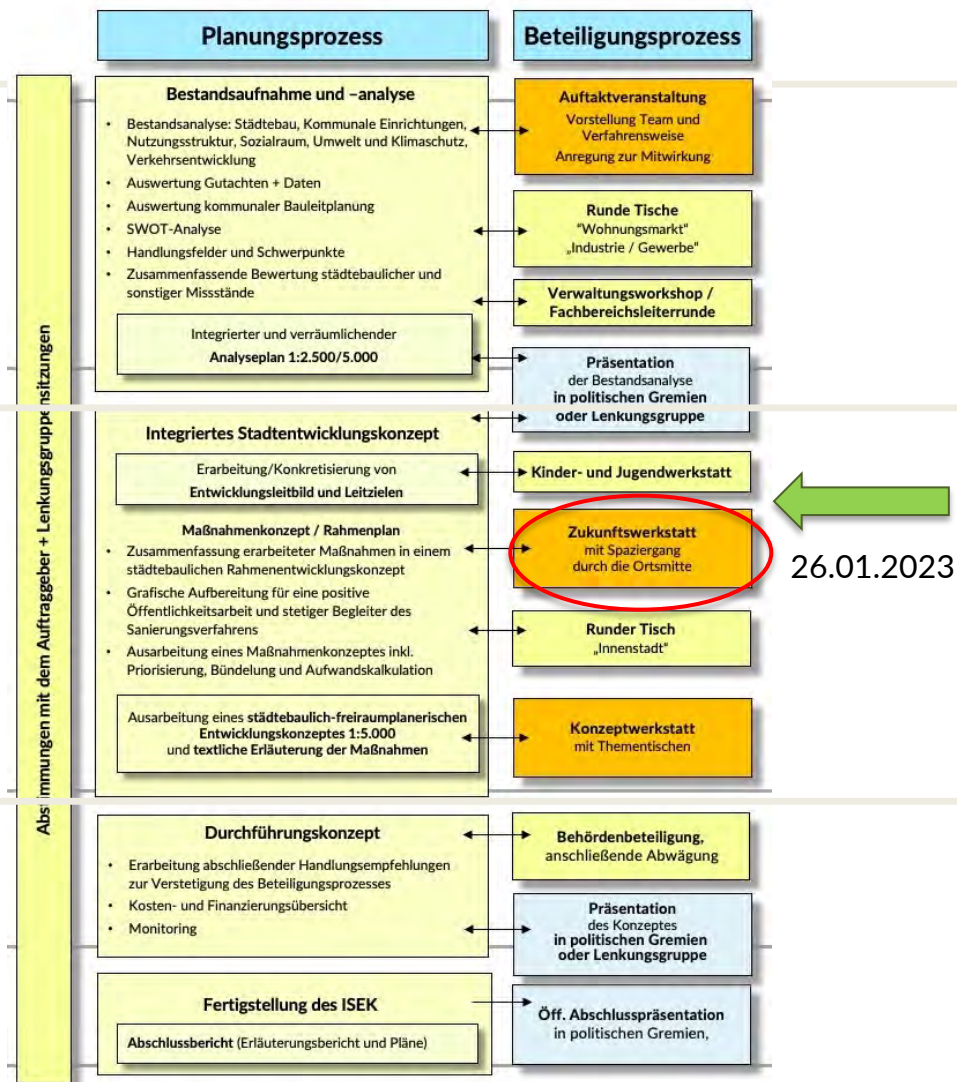 Planungsprozess
Beteiligungsprozess
Abstimmungen mit dem Auftraggeber + Lenkungsgruppensitzungen
Bestandsaufnahme und –analyse
• Bestandsanalyse: Städtebau, Kommunale Einrichtungen,
Nutzungsstruktur, Sozialraum, Umwelt und Klimaschutz,
Verkehrsentwicklung
• Auswertung Gutachten + Daten
• Auswertung kommunaler Bauleitplanung
• SWOT-Analyse
• Handlungsfelder und Schwerpunkte
• Zusammenfassende Bewertung städtebaulicher und
sonstiger Missstände
Integrierter und verräumlichender
Analyseplan 1:2.500/5.000
Auftaktveranstaltung
Vorstellung Team und
Verfahrensweise
Anregung zur Mitwirkung
Runde Tische
"Wohnungsmarkt"
„Industrie / Gewerbe“
Verwaltungsworkshop /
Fachbereichsleiterrunde
Präsentation
der Bestandsanalyse
in politischen Gremien
oder Lenkungsgruppe
Integriertes Stadtentwicklungskonzept
Erarbeitung/Konkretisierung von
Entwicklungsleitbild und Leitzielen
Maßnahmenkonzept / Rahmenplan
• Zusammenfassung erarbeiteter Maßnahmen in einem
städtebaulichen Rahmenentwicklungskonzept
• Grafische Aufbereitung für eine positive
Öffentlichkeitsarbeit und stetiger Begleiter des
Sanierungsverfahrens
• Ausarbeitung eines Maßnahmenkonzeptes inkl.
Priorisierung, Bündelung und Aufwandskalkulation
Ausarbeitung eines städtebaulich-freiraumplanerischen
Entwicklungskonzeptes 1:5.000
und textliche Erläuterung der Maßnahmen
Kinder- und Jugendwerkstatt
Zukunftswerkstatt
mit Spaziergang
durch die Ortsmitte
26.01.2023
Runder Tisch
„Innenstadt“
Konzeptwerkstatt
mit Thementischen
Durchführungskonzept
• Erarbeitung abschließender Handlungsempfehlungen
zur Verstetigung des Beteiligungsprozesses
• Kosten- und Finanzierungsübersicht
• Monitoring
Behördenbeteiligung,
anschließende Abwägung
Präsentation
des Konzeptes
in politischen Gremien
oder Lenkungsgruppe
Fertigstellung des ISEK
Abschlussbericht (Erläuterungsbericht und Pläne)
Öff. Abschlusspräsentation
in politischen Gremien,